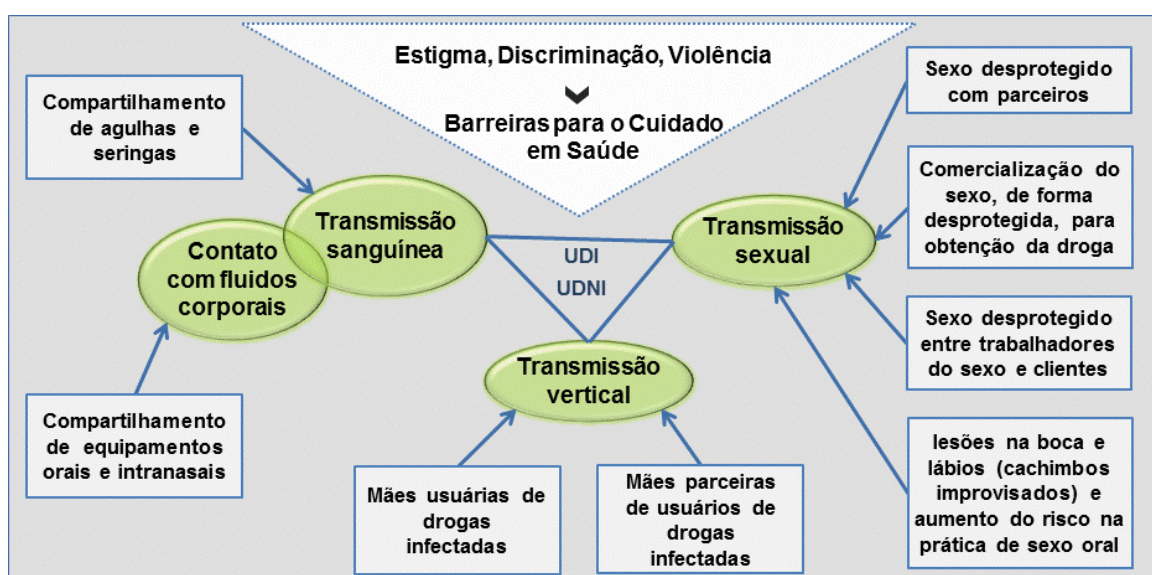 Estigma, Discriminação, Violência
Barreiras para o Cuidado
em Saúde
Compartilhamento
de agulhas e
seringas
Transmissão
sanguínea
Contato
com fluidos
corporais
Compartilhamento
de equipamentos
orais e intranasais
UDI
UDNI
Transmissão
vertical
Mães usuárias de
drogas
infectadas
Mães parceiras
de usuários de
drogas
infectadas
Transmissão
sexual
Sexo desprotegido
com parceiros
Comercialização do
sexo, de forma
desprotegida, para
obtenção da droga
Sexo desprotegido
entre trabalhadores
do sexo e clientes
lesões na boca e
lábios (cachimbos
improvisados) e
aumento do risco na
prática de sexo oral